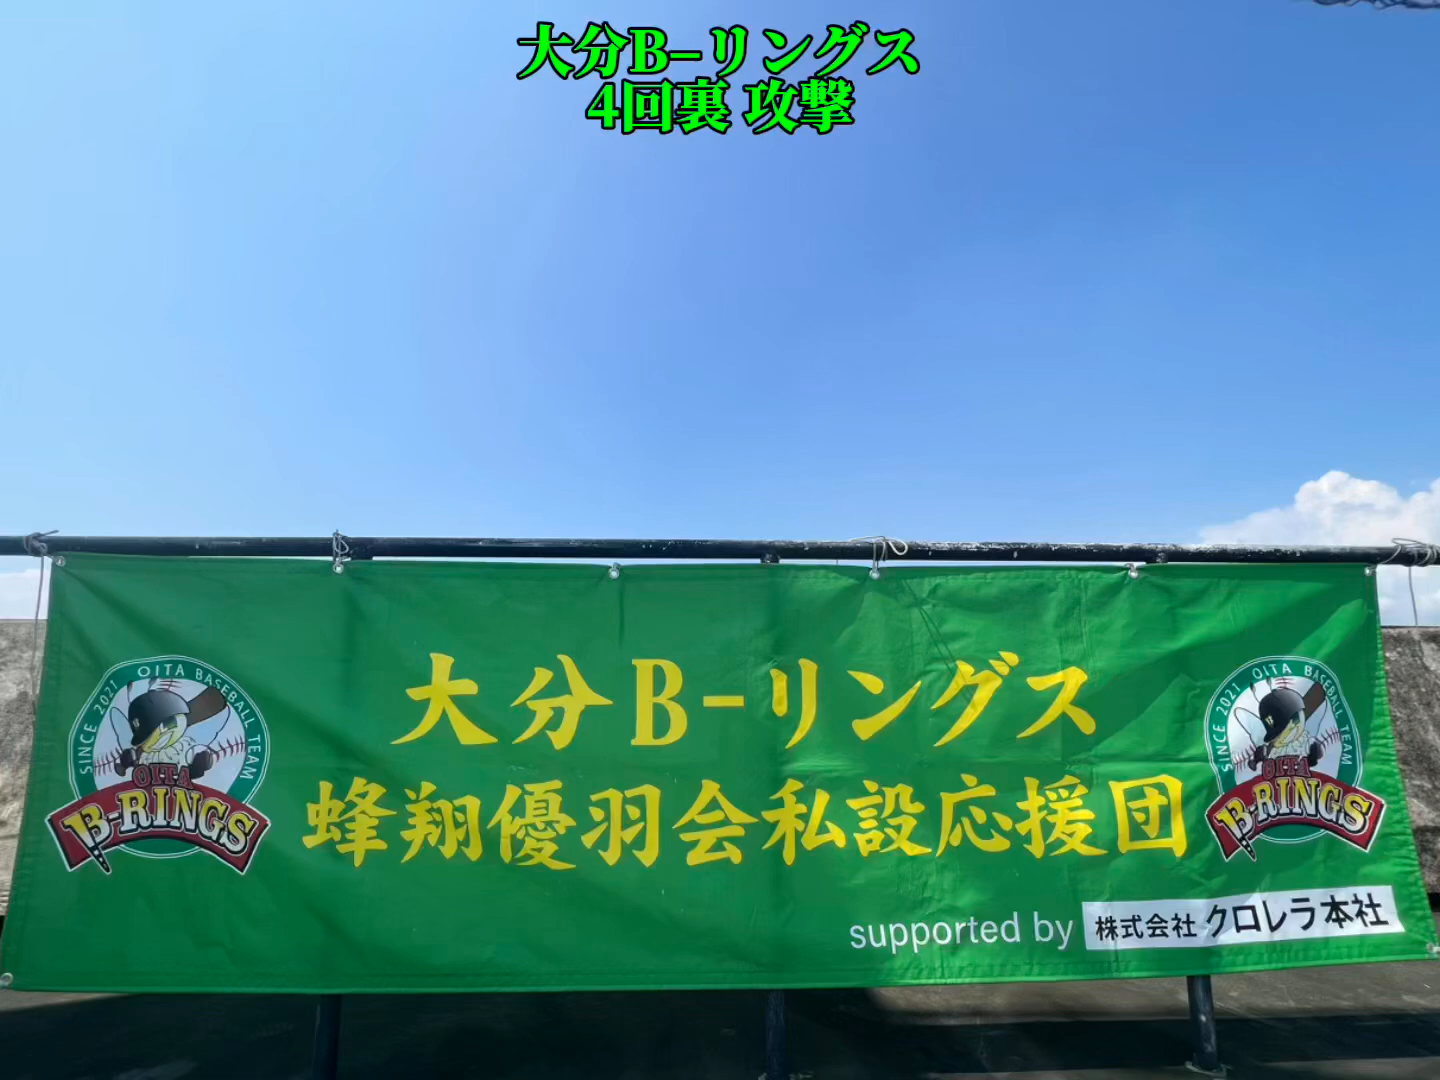 大分B-リングス
4回裏 攻撃
大分B-リングス
蜂翔優羽会私設応援団
SINCE 2021 OITA BASEBALL TEAM
OITA
B-RINGS
SINCE 2021 OITA BASEBALL TEAM
OITA
B-RINGS
supported by 株式会社 クロレラ本社